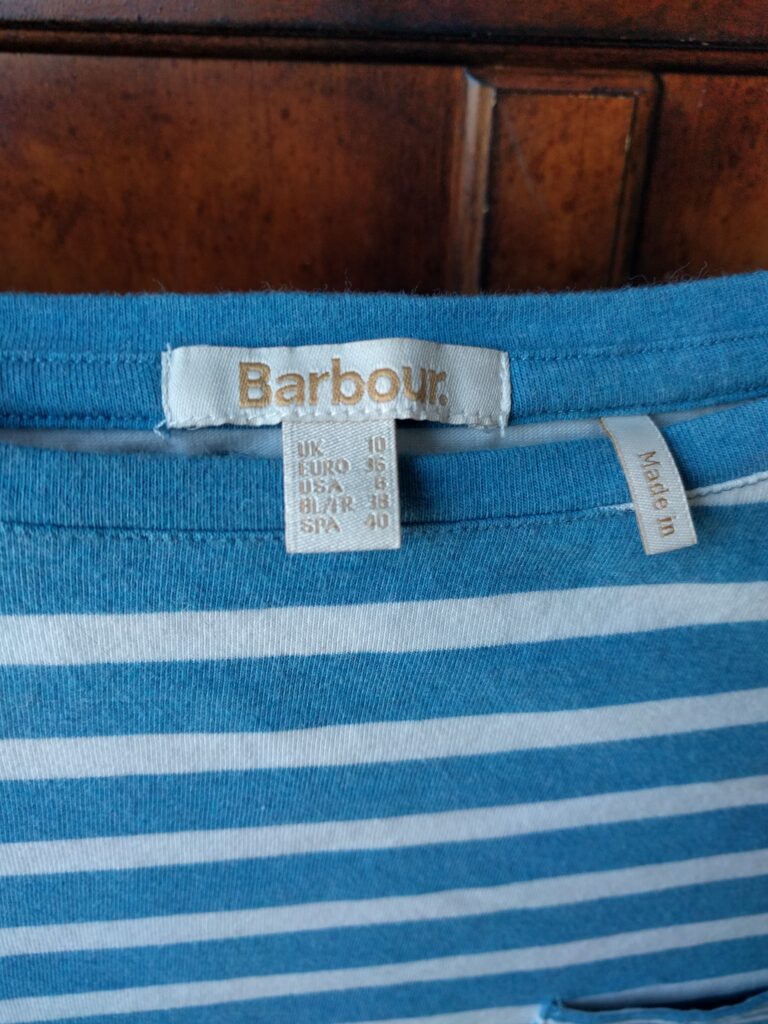 Barbour.
UK 10
EURO 36
USA 6
BL/FR 38
SPA 40
Made in